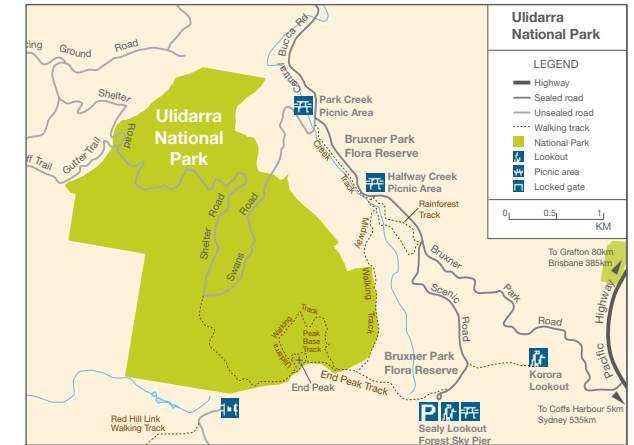 Ulidarra
National Park
LEGEND
Highway
Sealed road
Unsealed road
Walking track
National Park
Lookout
Picnic area
Locked gate
0 0.5 1
KM
cing Ground Road
Central Bucca Rd
Shelter
Road
Gutter Trail
ff Trail
Ulidarra
National
Park
Park Creek
Picnic Area
Bruxner Park
Flora Reserve
Creek
Track
Halfway Creek
Picnic Area
Rainforest
Track
Midway
Walking
Track
Shelter Road
Swans Road
Bruxner
Park
Road
Scenic
Road
To Grafton 80km
Brisbane 385km
Pacific Highway
Track
Walking
Ulidarra
Peak
Base
Track
End Peak
End Peak Track
Bruxner Park
Flora Reserve
Korora
Lookout
To Coffs Harbour 5km
Sydney 535km
Red Hill Link
Walking Track
P
Sealy Lookout
Forest Sky Pier